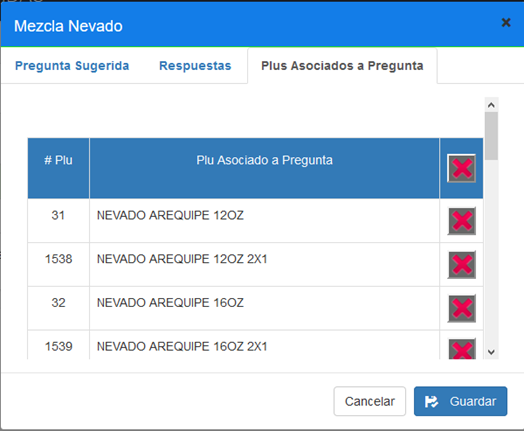 Mezcla Nevado
Pregunta Sugerida Respuestas Plus Asociados a Pregunta
# Plu Plu Asociado a Pregunta
31 NEVADO AREQUIPE 12OZ
1538 NEVADO AREQUIPE 12OZ 2X1
32 NEVADO AREQUIPE 16OZ
1539 NEVADO AREQUIPE 16OZ 2X1
Cancelar Guardar